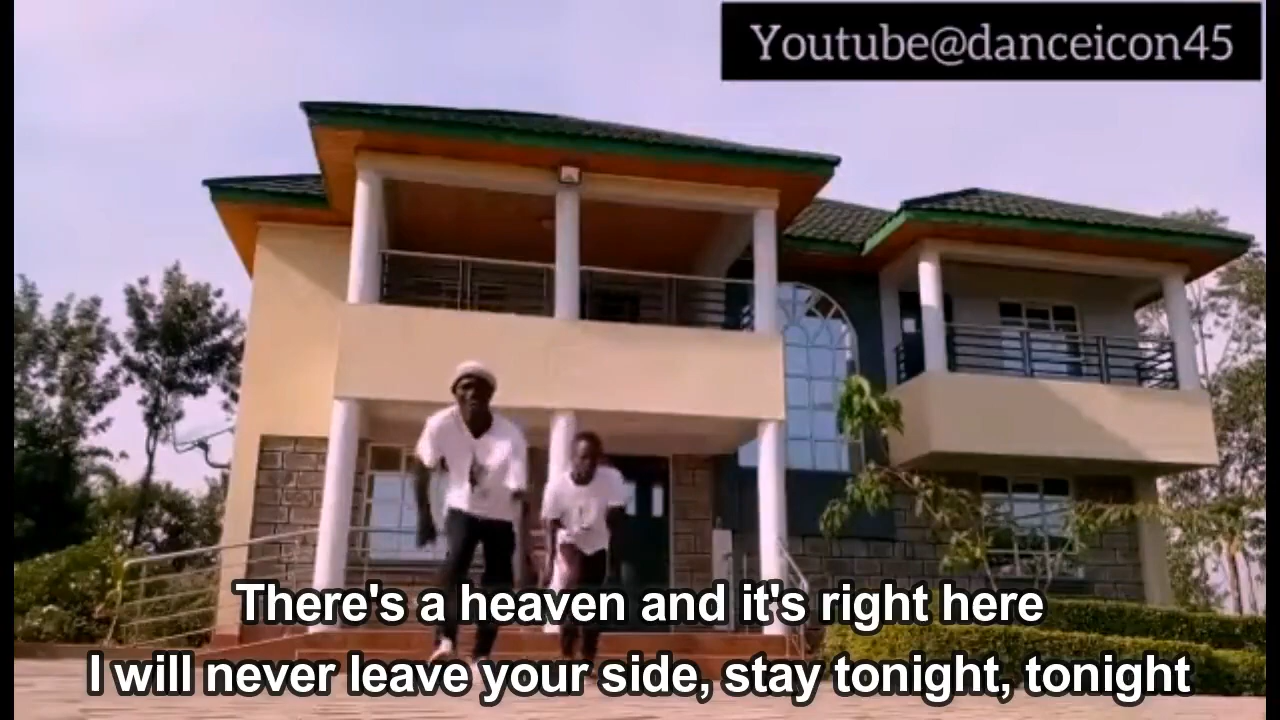 Youtube@danceicon45
There's a heaven and it's right here
I will never leave your side, stay tonight, tonight